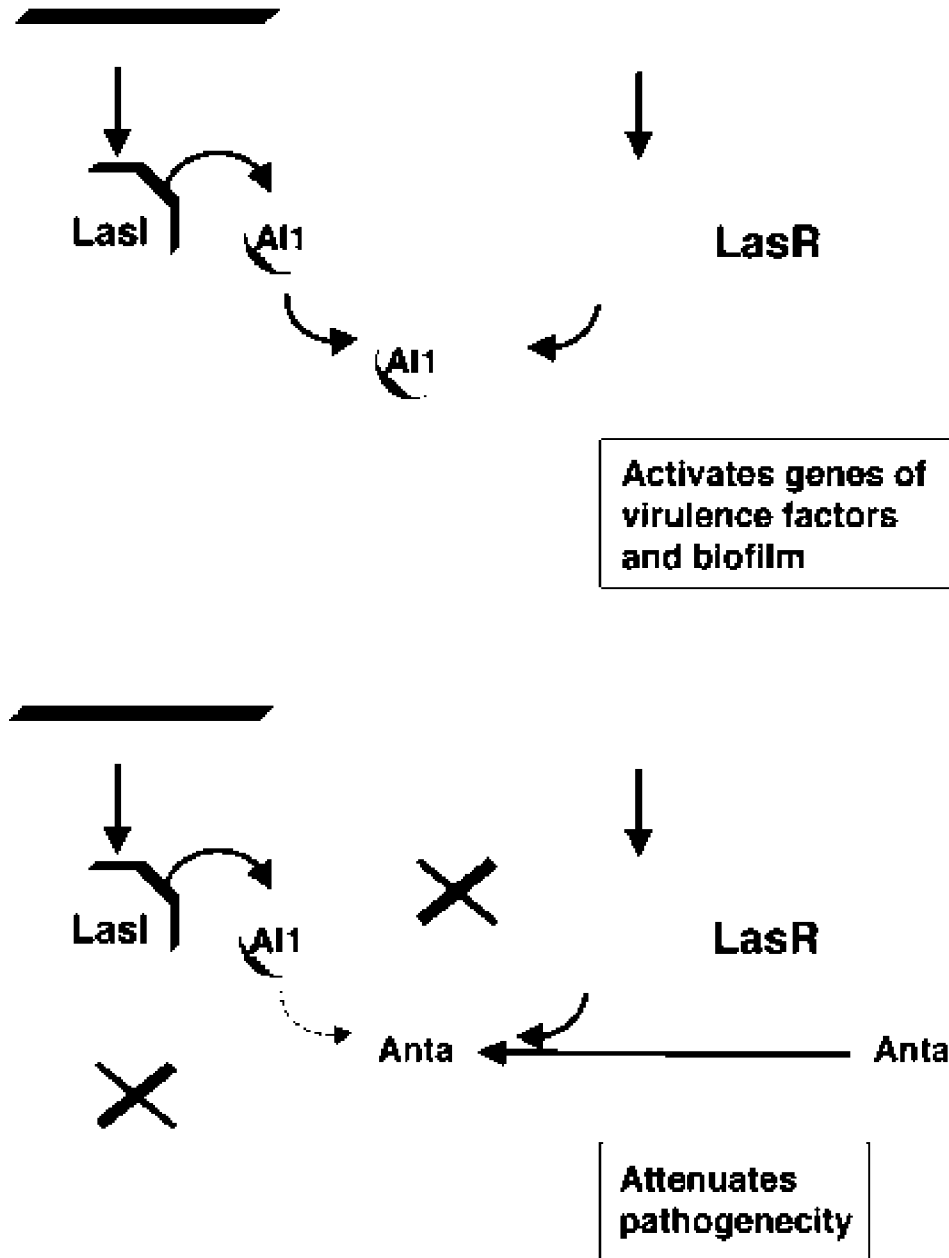 LasI
AI1
LasR
AI1
Activates genes of
virulence factors
and biofilm
LasI
AI1
LasR
Anta
Anta
Attenuates
pathogenecity